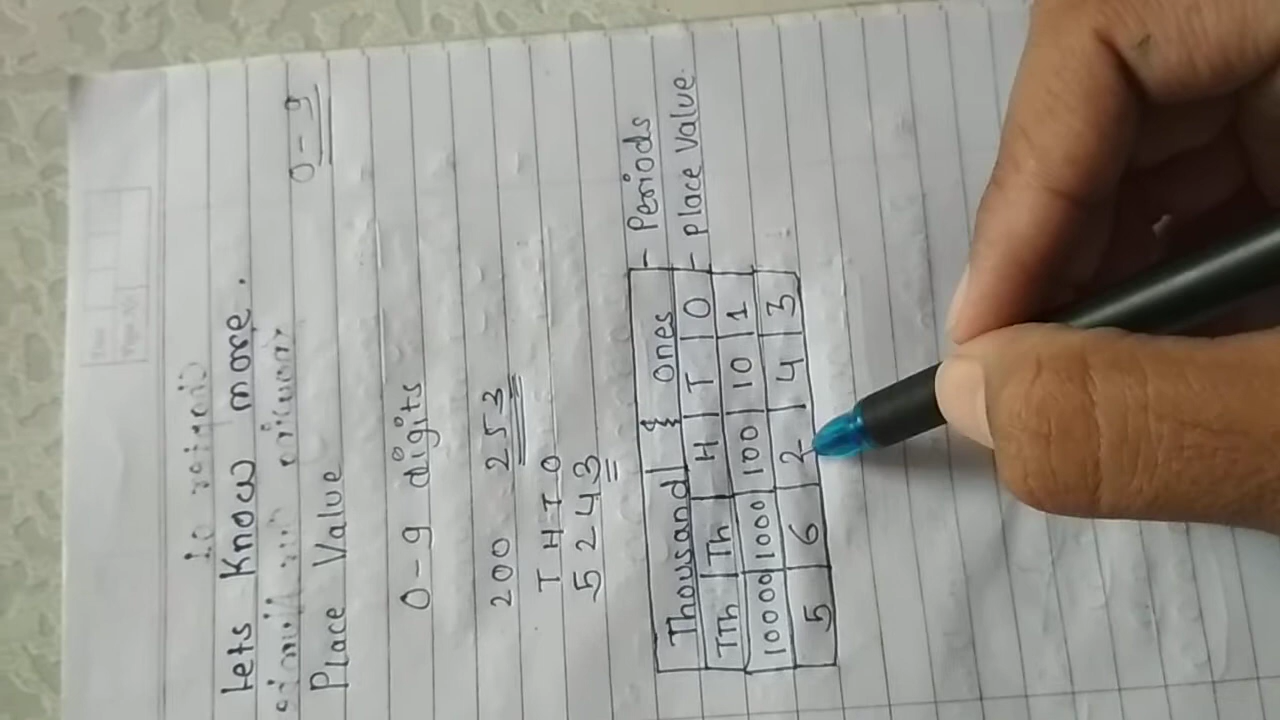 Lets Know more.
Place Value
0-9
0-9 digits
200 253
T H T O
5 2 4 3
Thousand ones - Periods
TTh Th H T O - Place Value
10000 1000 100 10 1
5 6 2 4 3